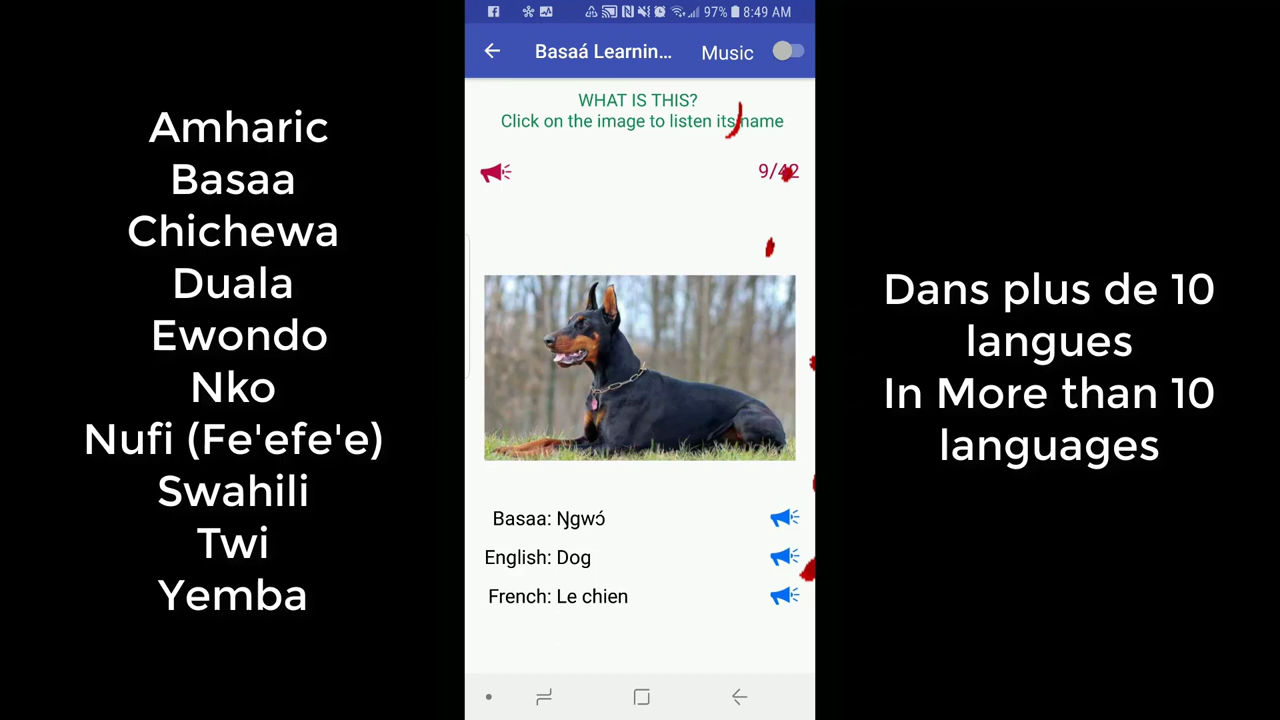 Amharic
Basaa
Chichewa
Duala
Ewondo
Nko
Nufi (Fe'efe'e)
Swahili
Twi
Yemba
97% 8:49 AM
Basaá Learnin... Music
WHAT IS THIS?
Click on the image to listen its name
9/42
Basaa: Ŋgwɔ́
English: Dog
French: Le chien
Dans plus de 10
langues
In More than 10
languages